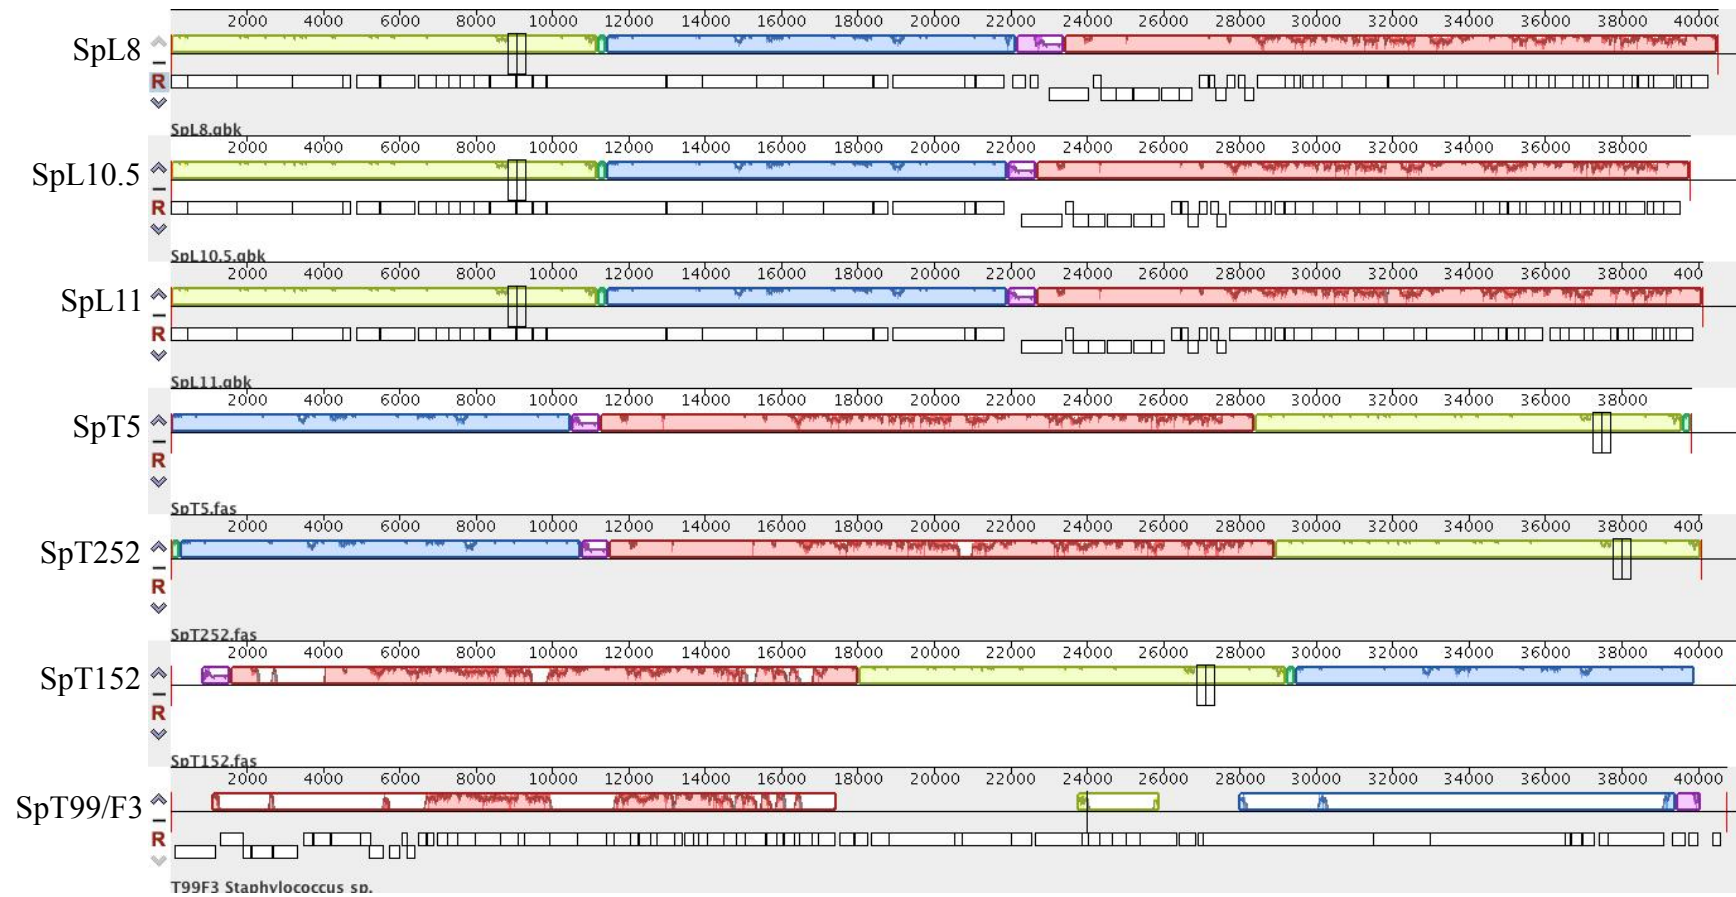 2000 4000 6000 8000 10000 12000 14000 16000 18000 20000 22000 24000 26000 28000 30000 32000 34000 36000 38000 4000
SpL8
R
SpL8.gbk
2000 4000 6000 8000 10000 12000 14000 16000 18000 20000 22000 24000 26000 28000 30000 32000 34000 36000 38000
SpL10.5
R
SpL10.5.gbk
2000 4000 6000 8000 10000 12000 14000 16000 18000 20000 22000 24000 26000 28000 30000 32000 34000 36000 38000 400
SpL11
R
SpL11.gbk
2000 4000 6000 8000 10000 12000 14000 16000 18000 20000 22000 24000 26000 28000 30000 32000 34000 36000 38000
SpT5
R
SpT5.fas
2000 4000 6000 8000 10000 12000 14000 16000 18000 20000 22000 24000 26000 28000 30000 32000 34000 36000 38000 400
SpT252
R
SpT252.fas
2000 4000 6000 8000 10000 12000 14000 16000 18000 20000 22000 24000 26000 28000 30000 32000 34000 36000 38000 40000
SpT152
R
SpT152.fas
2000 4000 6000 8000 10000 12000 14000 16000 18000 20000 22000 24000 26000 28000 30000 32000 34000 36000 38000 40000
SpT99/F3
R
T99F3 Staphylococcus sp.